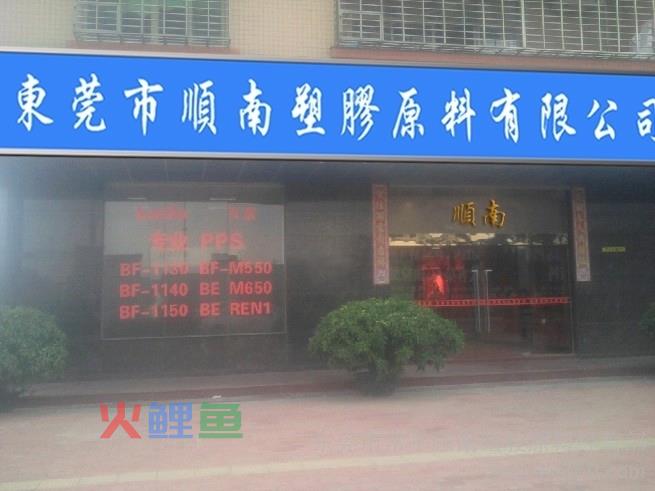 東莞市順南塑膠原料有限公司
順南
专业 PPS
BF-1130 BF-M550
BF-1140 BE M650
BF-1150 BE REN1
火鲤鱼